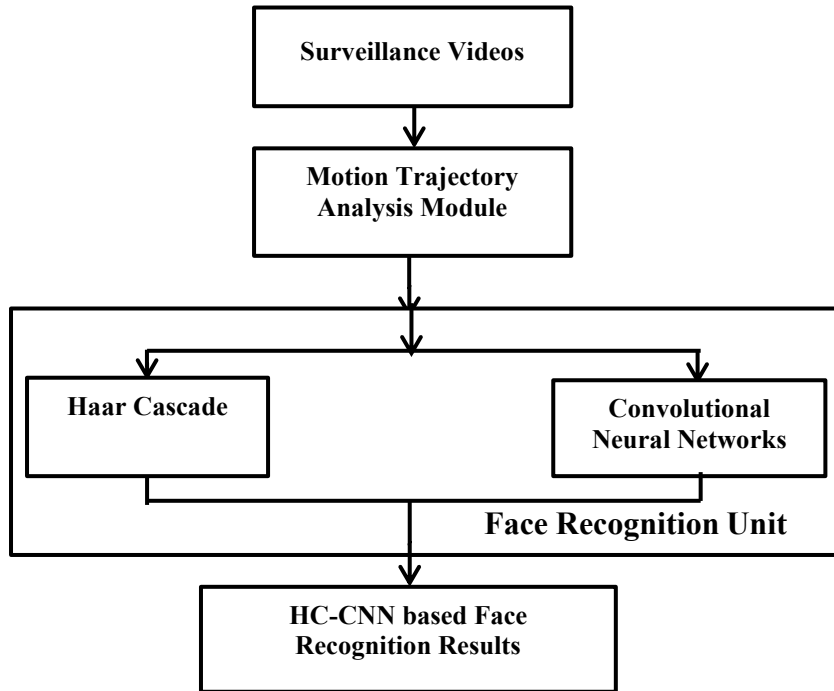 Surveillance Videos
Motion Trajectory
Analysis Module
Haar Cascade
Convolutional
Neural Networks
Face Recognition Unit
HC-CNN based Face
Recognition Results